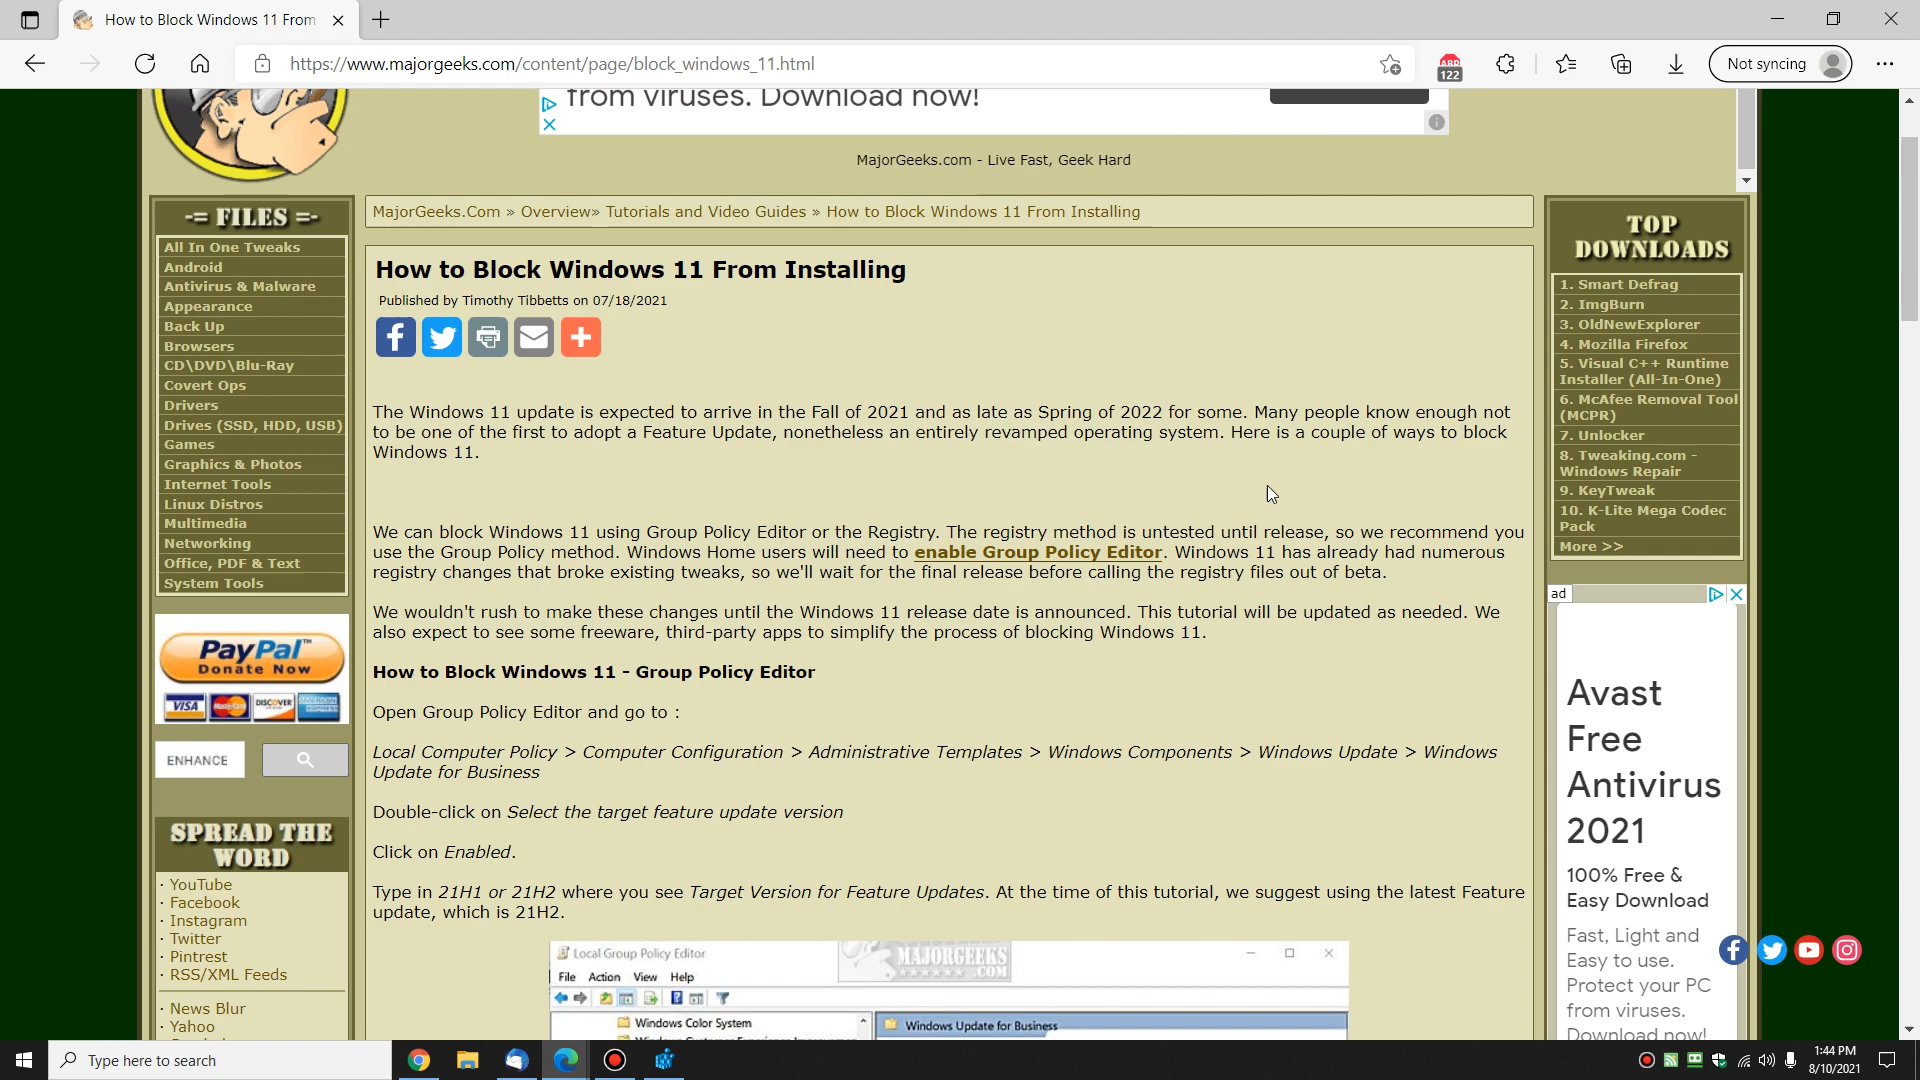 How to Block Windows 11 From
https://www.majorgeeks.com/content/page/block_windows_11.html
ABP
122
Not syncing
from viruses. Download now!
MajorGeeks.com - Live Fast, Geek Hard
-= FILES =-
All In One Tweaks
Android
Antivirus & Malware
Appearance
Back Up
Browsers
CD\DVD\Blu-Ray
Covert Ops
Drivers
Drives (SSD, HDD, USB)
Games
Graphics & Photos
Internet Tools
Linux Distros
Multimedia
Networking
Office, PDF & Text
System Tools
PayPal™
Donate Now
VISA
MasterCard
DISCOVER
ENHANCE
SPREAD THE
WORD
· YouTube
· Facebook
· Instagram
· Twitter
· Pintrest
· RSS/XML Feeds
· News Blur
· Yahoo
MajorGeeks.Com » Overview» Tutorials and Video Guides » How to Block Windows 11 From Installing
How to Block Windows 11 From Installing
Published by Timothy Tibbetts on 07/18/2021
The Windows 11 update is expected to arrive in the Fall of 2021 and as late as Spring of 2022 for some. Many people know enough not
to be one of the first to adopt a Feature Update, nonetheless an entirely revamped operating system. Here is a couple of ways to block
Windows 11.
We can block Windows 11 using Group Policy Editor or the Registry. The registry method is untested until release, so we recommend you
use the Group Policy method. Windows Home users will need to enable Group Policy Editor. Windows 11 has already had numerous
registry changes that broke existing tweaks, so we'll wait for the final release before calling the registry files out of beta.
We wouldn't rush to make these changes until the Windows 11 release date is announced. This tutorial will be updated as needed. We
also expect to see some freeware, third-party apps to simplify the process of blocking Windows 11.
How to Block Windows 11 - Group Policy Editor
Open Group Policy Editor and go to :
Local Computer Policy > Computer Configuration > Administrative Templates > Windows Components > Windows Update > Windows
Update for Business
Double-click on Select the target feature update version
Click on Enabled.
Type in 21H1 or 21H2 where you see Target Version for Feature Updates. At the time of this tutorial, we suggest using the latest Feature
update, which is 21H2.
Local Group Policy Editor
MAJORGEEKS
.COM
File Action View Help
Windows Color System
Windows Update for Business
TOP
DOWNLOADS
1. Smart Defrag
2. ImgBurn
3. OldNewExplorer
4. Mozilla Firefox
5. Visual C++ Runtime
Installer (All-In-One)
6. McAfee Removal Tool
(MCPR)
7. Unlocker
8. Tweaking.com -
Windows Repair
9. KeyTweak
10. K-Lite Mega Codec
Pack
More >>
ad
Avast
Free
Antivirus
2021
100% Free &
Easy Download
Fast, Light and
Easy to use.
Protect your PC
from viruses.
Download now!
Type here to search
1:44 PM
8/10/2021